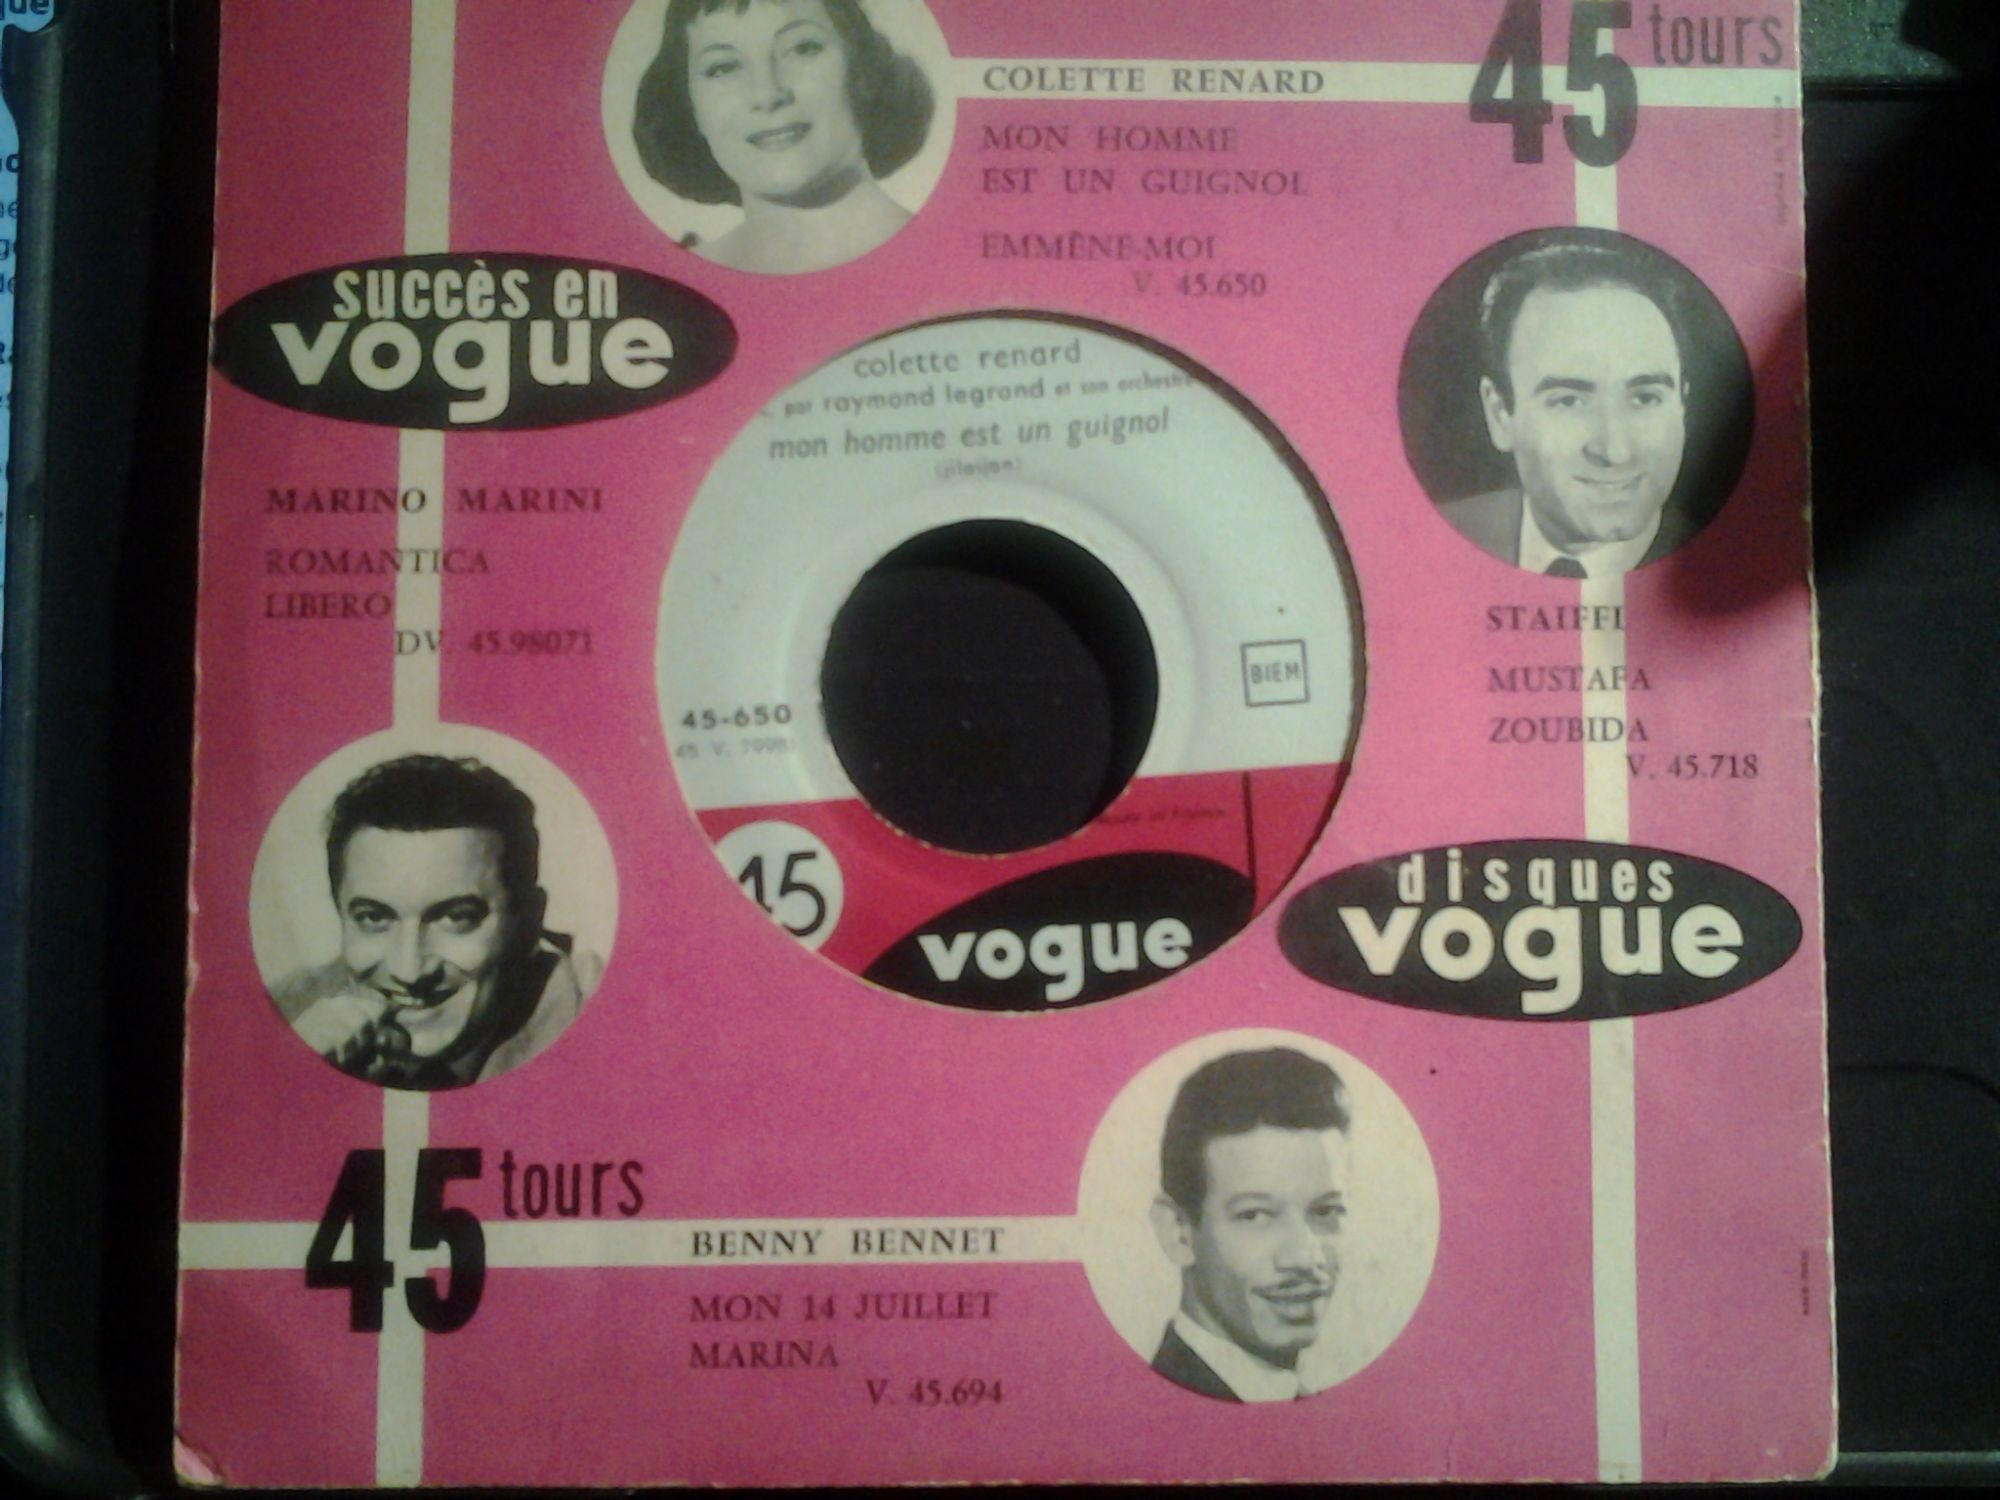 45 tours
COLETTE RENARD
MON HOMME
EST UN GUIGNOL
EMMÈNE-MOI
V. 45.650
succès en
vogue
colette renard
par raymond legrand et son orchestre
mon homme est un guignol
MARINO MARINI
ROMANTICA
LIBERO
DV. 45.98071
BIEM
45-650
45
vogue
STAIFFI
MUSTAFA
ZOUBIDA
V. 45.718
disques
vogue
45 tours
BENNY BENNET
MON 14 JUILLET
MARINA
V. 45.694